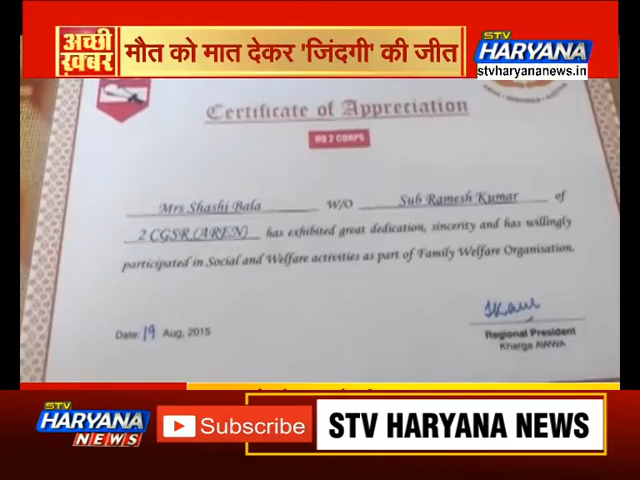 अच्छी ख़बर
मौत को मात देकर 'जिंदगी' की जीत
STV
HARYANA
stvharyananews.in
Certificate of Appreciation
HQ 2 CORPS
Mrs Shashi Bala W/O Sub Ramesh Kumar of
2 CGSR (AREN) has exhibited great dedication, sincerity and has willingly
participated in Social and Welfare activities as part of Family Welfare Organisation.
Date: 19 Aug, 2015
Regional President
Kharga AWWA
STV
HARYANA
NEWS
Subscribe
STV HARYANA NEWS